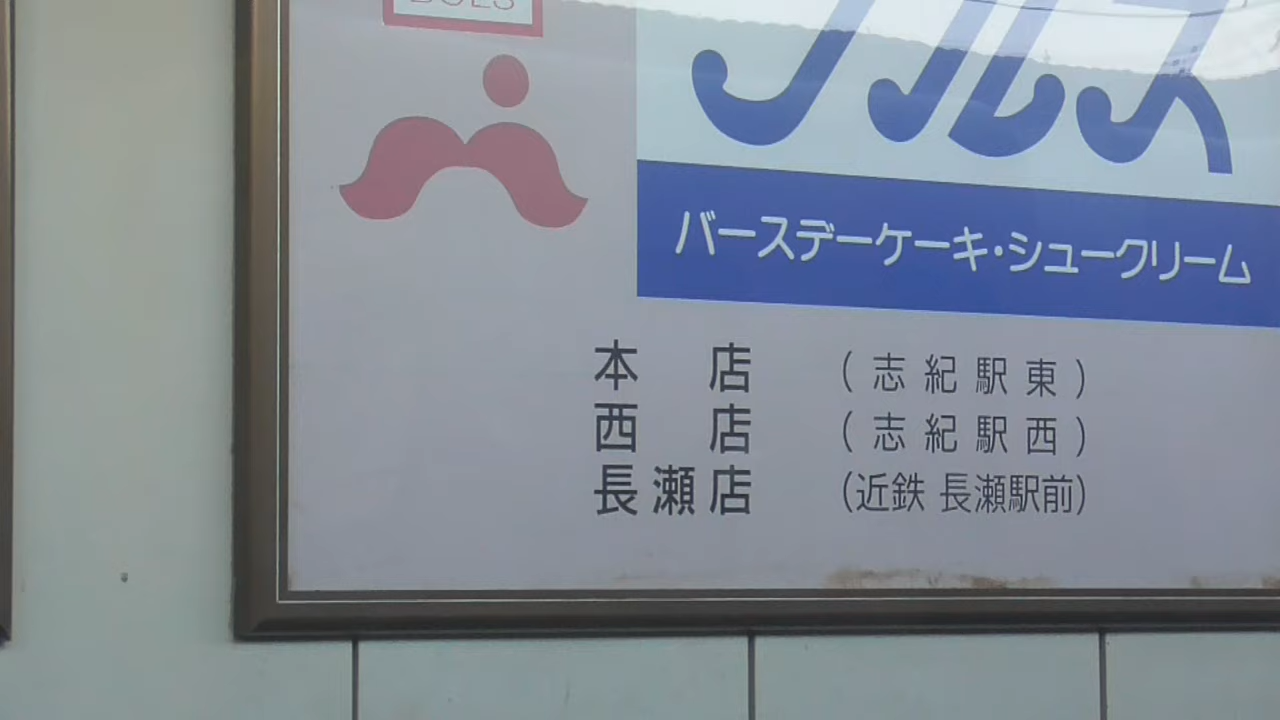 バースデーケーキ・シュークリーム
本店 (志紀駅東)
西店 (志紀駅西)
長瀬店 (近鉄 長瀬駅前)